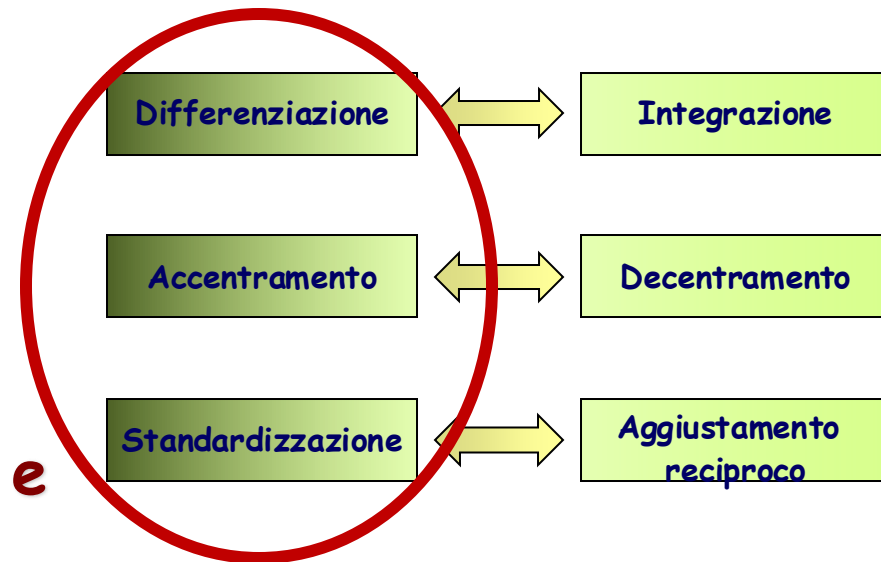 Differenziazione
Integrazione
Accentramento
Decentramento
Standardizzazione
Aggiustamento
reciproco
e